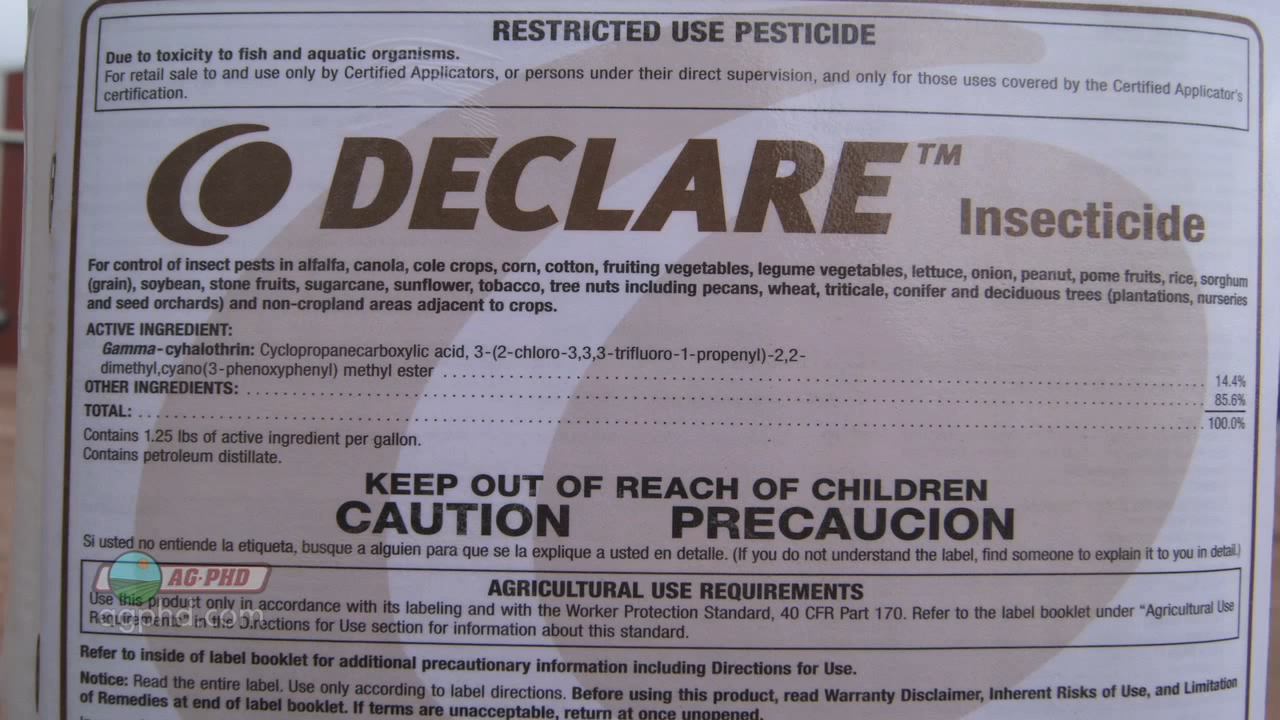 RESTRICTED USE PESTICIDE
Due to toxicity to fish and aquatic organisms.
For retail sale to and use only by Certified Applicators, or persons under their direct supervision, and only for those uses covered by the Certified Applicator's
certification.
DECLARE™ Insecticide
For control of insect pests in alfalfa, canola, cole crops, corn, cotton, fruiting vegetables, legume vegetables, lettuce, onion, peanut, pome fruits, rice, sorghum
(grain), soybean, stone fruits, sugarcane, sunflower, tobacco, tree nuts including pecans, wheat, triticale, conifer and deciduous trees (plantations, nurseries
and seed orchards) and non-cropland areas adjacent to crops.
ACTIVE INGREDIENT:
Gamma-cyhalothrin: Cyclopropanecarboxylic acid, 3-(2-chloro-3,3,3-trifluoro-1-propenyl)-2,2-
dimethyl,cyano(3-phenoxyphenyl) methyl ester 14.4%
OTHER INGREDIENTS: 85.6%
TOTAL: 100.0%
Contains 1.25 lbs of active ingredient per gallon.
Contains petroleum distillate.
KEEP OUT OF REACH OF CHILDREN
CAUTION PRECAUCION
Si usted no entiende la etiqueta, busque a alguien para que se la explique a usted en detalle. (If you do not understand the label, find someone to explain it to you in detail.)
AG·PHD
agphd.com
AGRICULTURAL USE REQUIREMENTS
Use this product only in accordance with its labeling and with the Worker Protection Standard, 40 CFR Part 170. Refer to the label booklet under "Agricultural Use
Requirements" in the Directions for Use section for information about this standard.
Refer to inside of label booklet for additional precautionary information including Directions for Use.
Notice: Read the entire label. Use only according to label directions. Before using this product, read Warranty Disclaimer, Inherent Risks of Use, and Limitation
of Remedies at end of label booklet. If terms are unacceptable, return at once unopened.